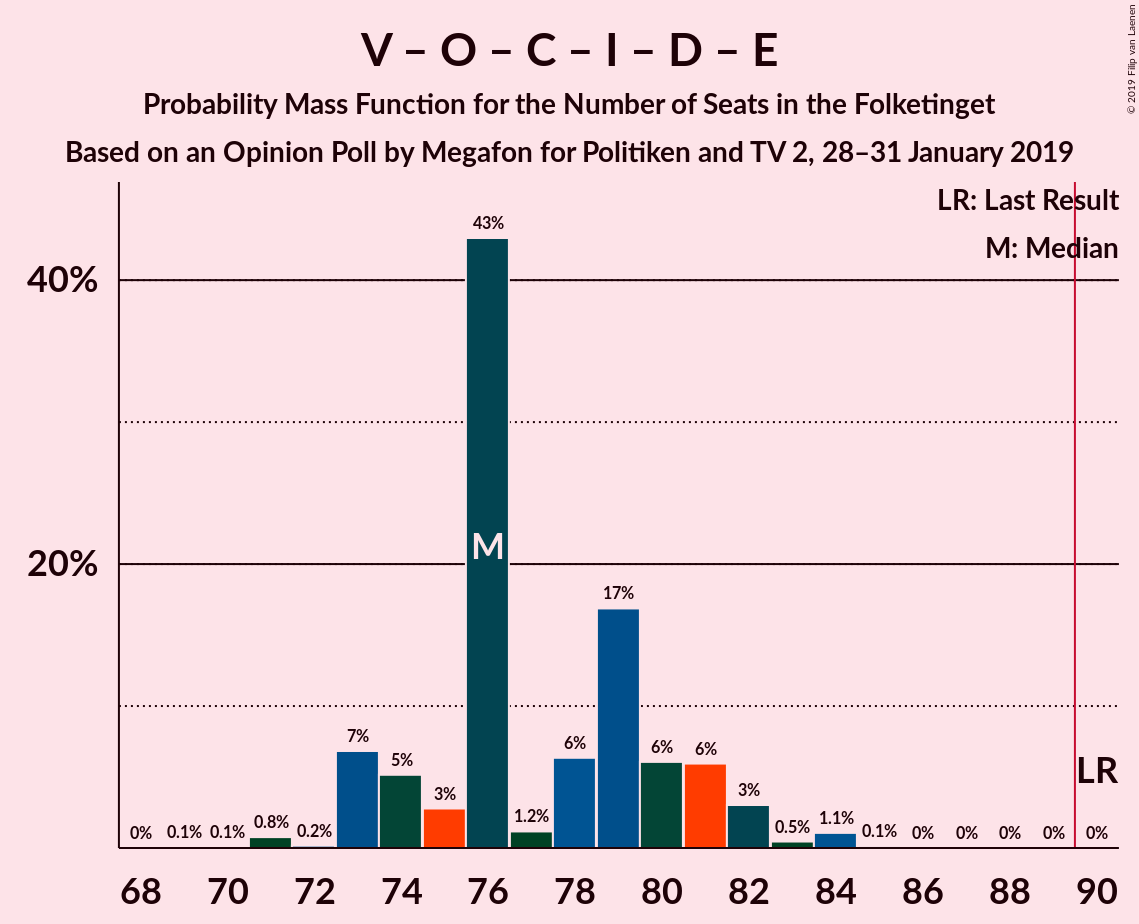 V – O – C – I – D – E
Probability Mass Function for the Number of Seats in the Folketinget
Based on an Opinion Poll by Megafon for Politiken and TV 2, 28–31 January 2019
© 2019 Filip van Laenen
LR: Last Result
M: Median
40%
20%
0%
0.1%
0.1%
0.8%
0.2%
7%
5%
3%
43%
M
1.2%
6%
17%
6%
6%
3%
0.5%
1.1%
0.1%
0%
0%
0%
0%
0%
LR
68 70 72 74 76 78 80 82 84 86 88 90